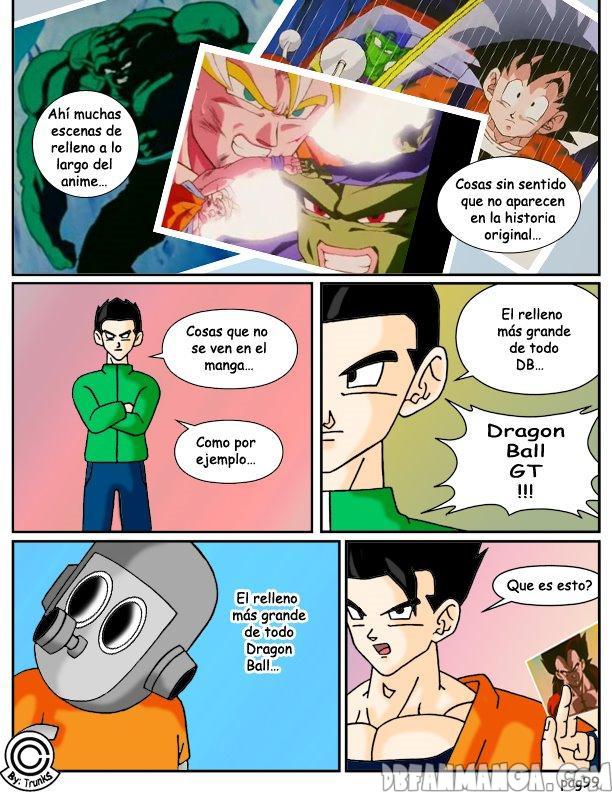 Ahí muchas
escenas de
relleno a lo
largo del
anime...
Cosas sin sentido
que no aparecen
en la historia
original...
Cosas que no
se ven en el
manga...
Como por
ejemplo...
El relleno
más grande
de todo
DB...
Dragon
Ball
GT
!!!
El relleno
más grande
de todo
Dragon
Ball...
Que es esto?
By: Trunks
DBFANMANGA.COM
pag99